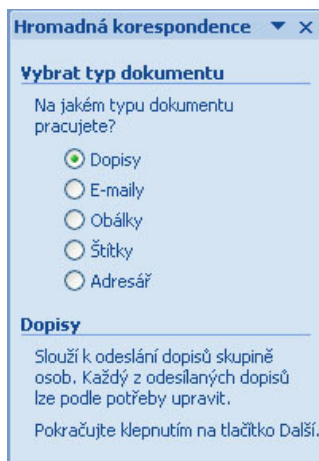 Hromadná korespondence
Vybrat typ dokumentu
Na jakém typu dokumentu
pracujete?
Dopisy
E-maily
Obálky
Štítky
Adresář
Dopisy
Slouží k odeslání dopisů skupině
osob. Každý z odesílaných dopisů
lze podle potřeby upravit.
Pokračujte klepnutím na tlačítko Další.